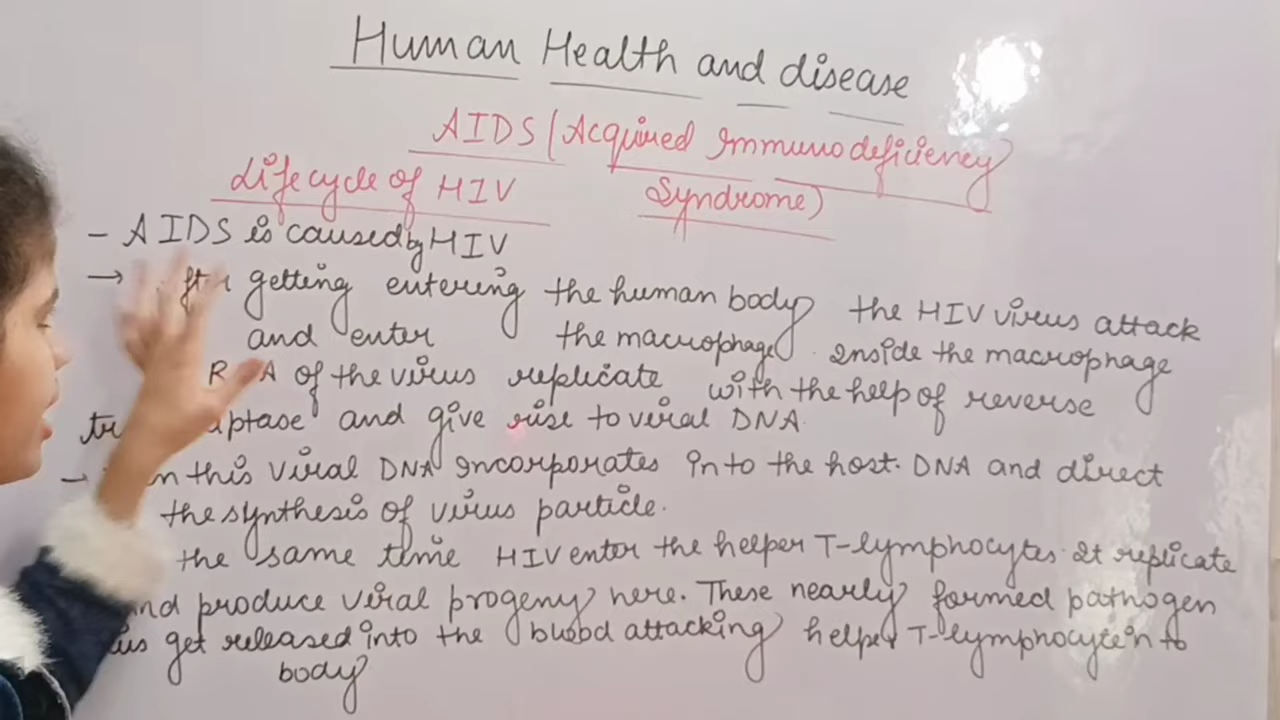 Human Health and disease
AIDS (Acquired Immunodeficiency
Syndrome)
Lifecycle of HIV
- AIDS is caused by HIV
→ getting entering the human body the HIV virus attack
and enter the macrophage. Inside the macrophage
of the virus replicate with the help of reverse
and give rise to viral DNA.
→ this viral DNA incorporates in to the host. DNA and direct
the synthesis of virus particle.
the same time HIV enter the helper T-lymphocytes. It replicate
and produce viral progeny here. These nearly formed pathogen
get released into the blood attacking helper T-lymphocyte in to
body